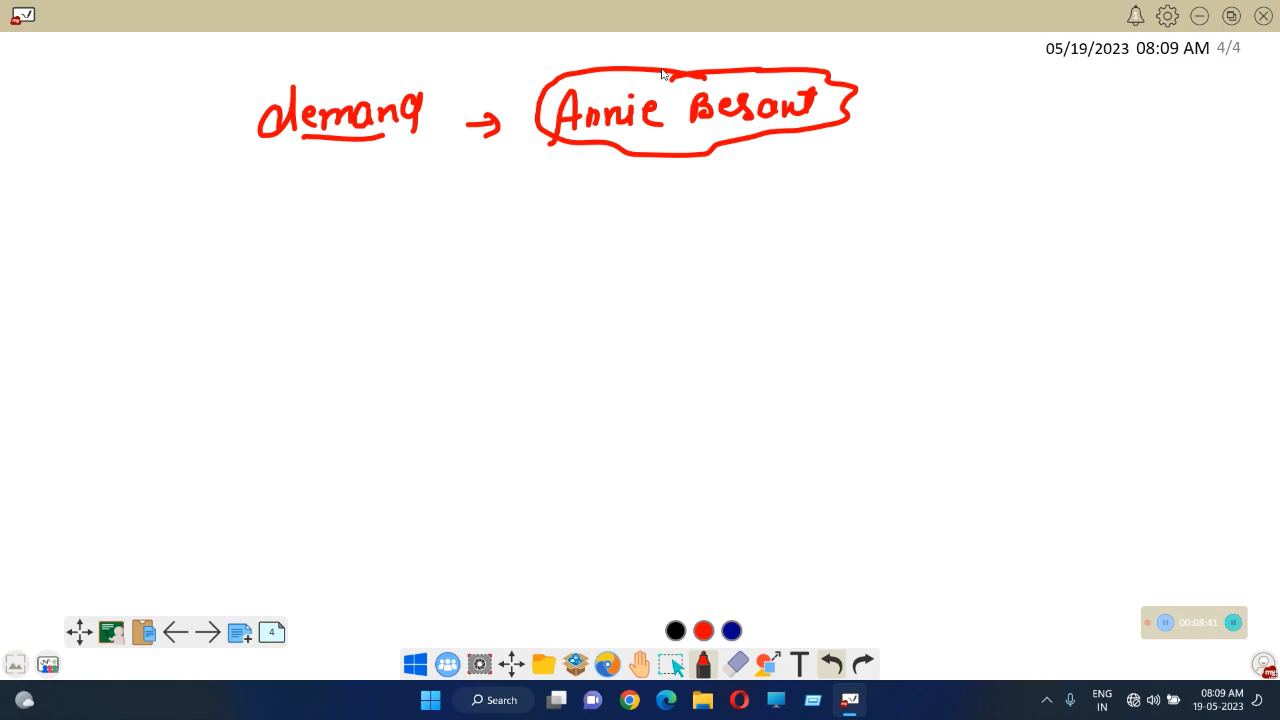 05/19/2023 08:09 AM 4/4
demand → Annie Besant
4
00:08:41
T
Search
ENG
IN
08:09 AM
19-05-2023